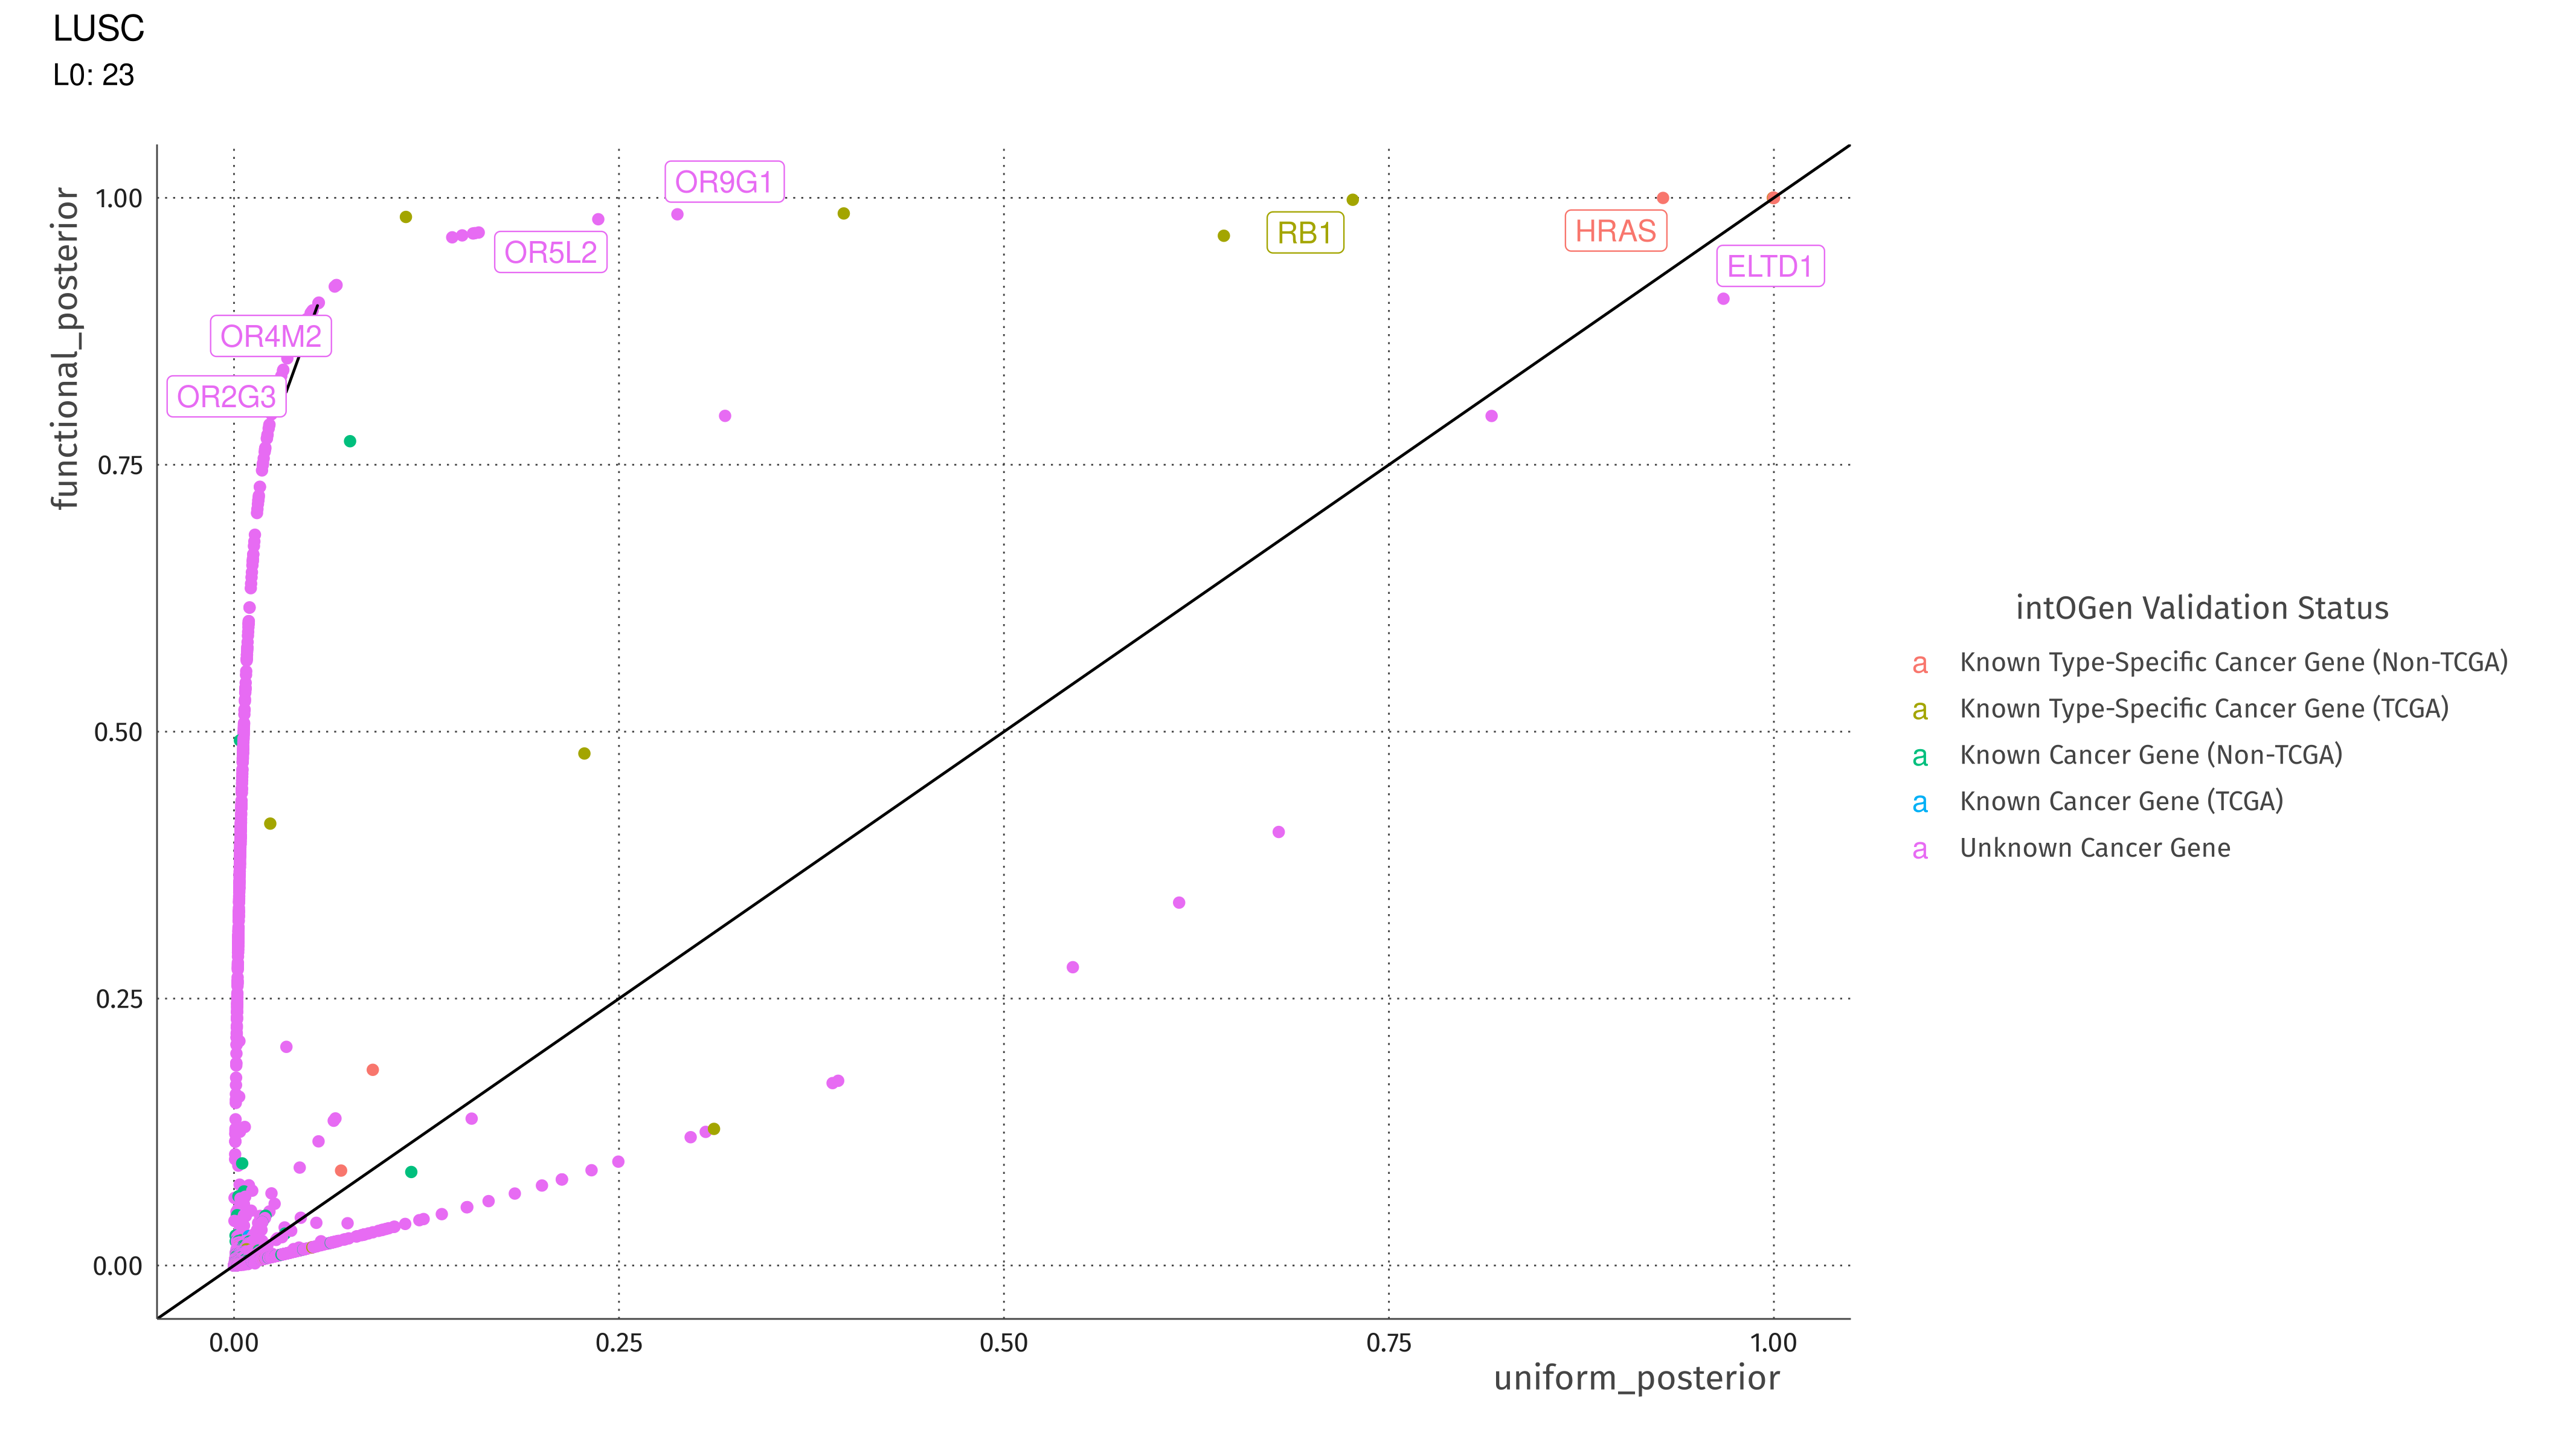 LUSC
L0: 23
functional_posterior
1.00
0.75
0.50
0.25
0.00
OR9G1
OR5L2
RB1
HRAS
ELTD1
OR4M2
OR2G3
0.00
0.25
0.50
0.75
1.00
uniform_posterior
intOGen Validation Status
a Known Type-Specific Cancer Gene (Non-TCGA)
a Known Type-Specific Cancer Gene (TCGA)
a Known Cancer Gene (Non-TCGA)
a Known Cancer Gene (TCGA)
a Unknown Cancer Gene